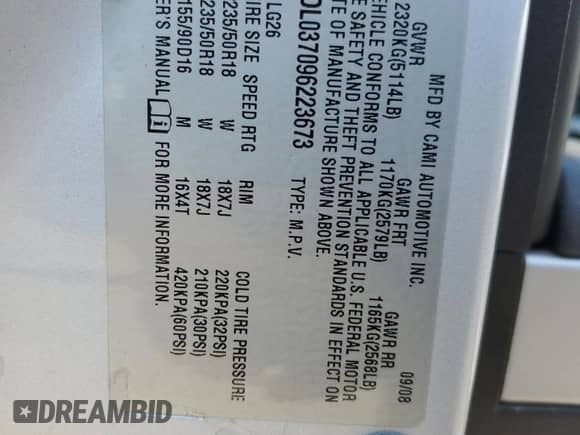 MFD BY CAMI AUTOMOTIVE INC. 09/08
GVWR GAWR FRT GAWR RR
2320KG(5114LB) 1170KG(2579LB) 1165KG(2568LB)
EHICLE CONFORMS TO ALL APPLICABLE U.S. FEDERAL MOTOR
E SAFETY AND THEFT PREVENTION STANDARDS IN EFFECT ON
TE OF MANUFACTURE SHOWN ABOVE.
DL037096223673 TYPE: M.P.V.
LG26
IRE SIZE SPEED RTG RIM COLD TIRE PRESSURE
235/50R18 W 18X7J 220KPA(32PSI)
235/50R18 W 18X7J 210KPA(30PSI)
155/90D16 M 16X4T 420KPA(60PSI)
ER'S MANUAL i FOR MORE INFORMATION.
DREAMBID